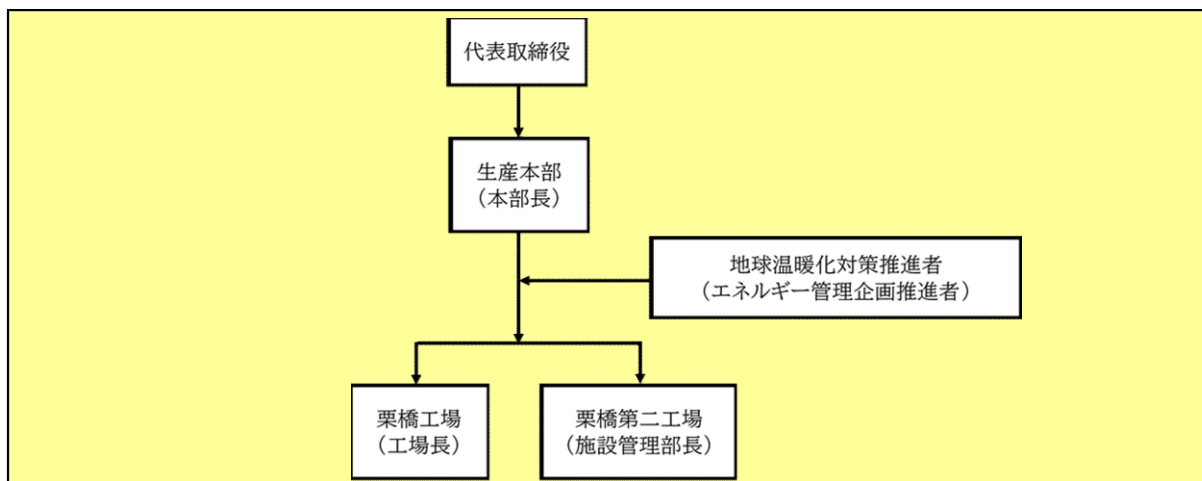 代表取締役
生産本部
（本部長）
地球温暖化対策推進者
（エネルギー管理企画推進者）
栗橋工場
（工場長）
栗橋第二工場
（施設管理部長）